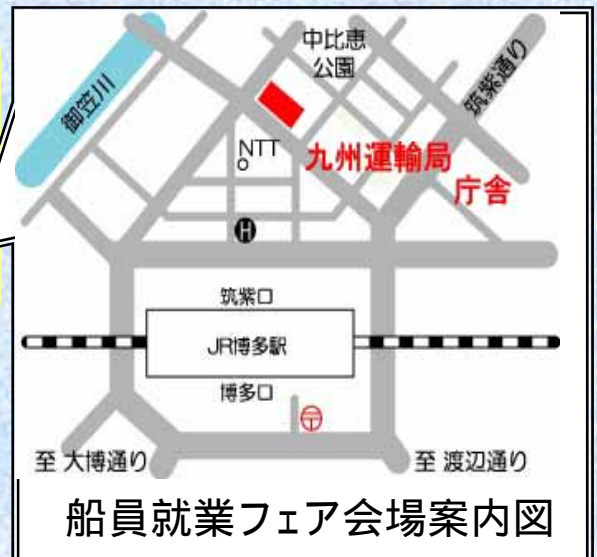 中比恵
公園
御笠川
筑紫通り
NTT
九州運輸局
庁舎
H
筑紫口
JR博多駅
博多口
〒
至 大博通り
至 渡辺通り
船員就業フェア会場案内図